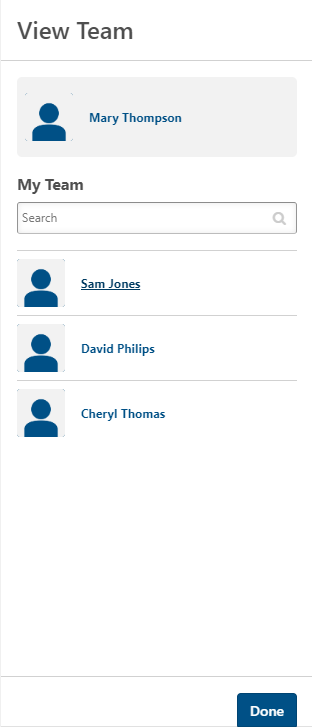 View Team
Mary Thompson
My Team
Search
Sam Jones
David Philips
Cheryl Thomas
Done